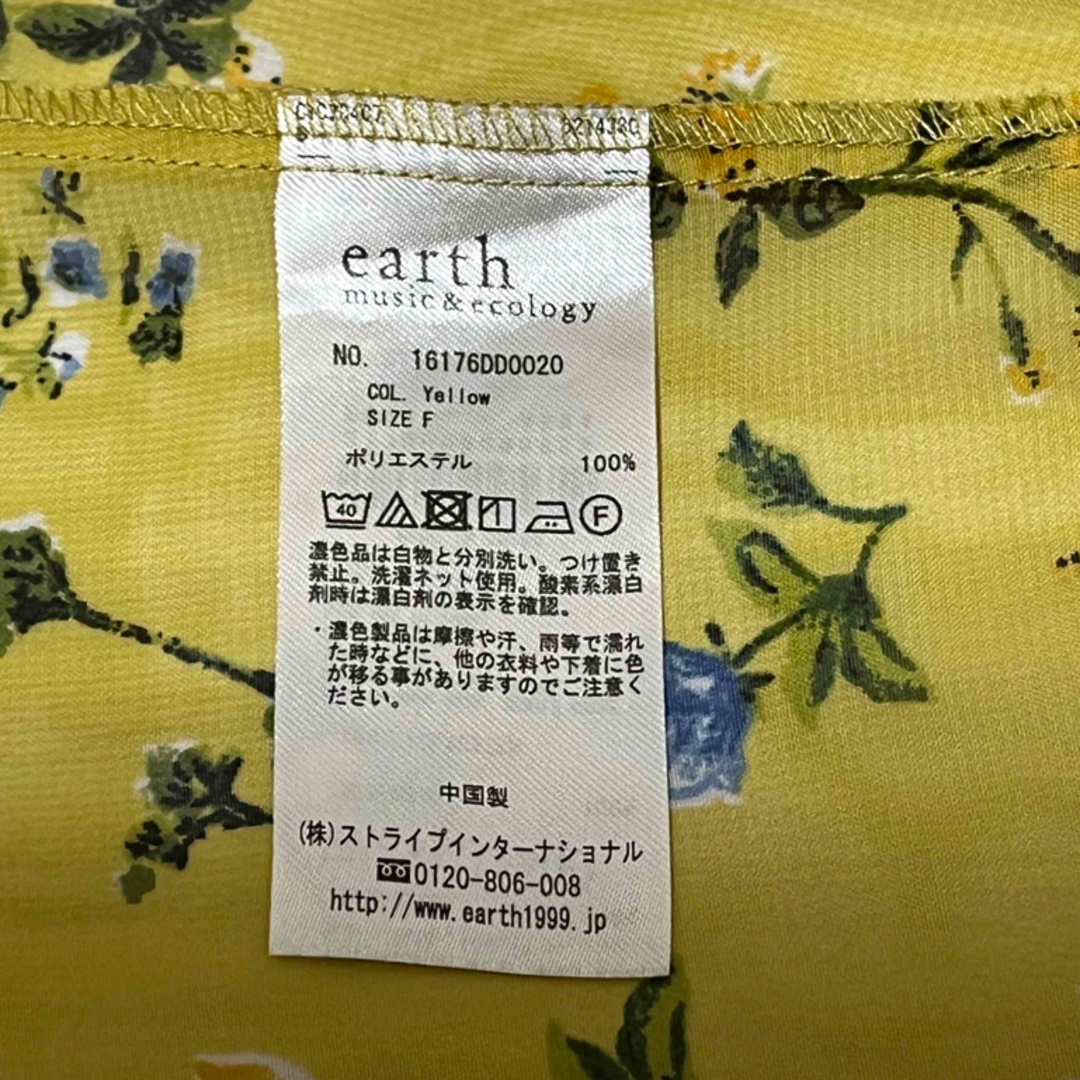 earth
music & ecology
NO. 16176DD0020
COL. Yellow
SIZE F
ポリエステル 100%
40
F
濃色品は白物と分別洗い。つけ置き
禁止。洗濯ネット使用。酸素系漂白
剤時は漂白剤の表示を確認。
・濃色製品は摩擦や汗、雨等で濡れ
た時などに、他の衣料や下着に色
が移る事がありますのでご注意く
ださい。
中国製
(株)ストライプインターナショナル
0120-806-008
http://www.earth1999.jp